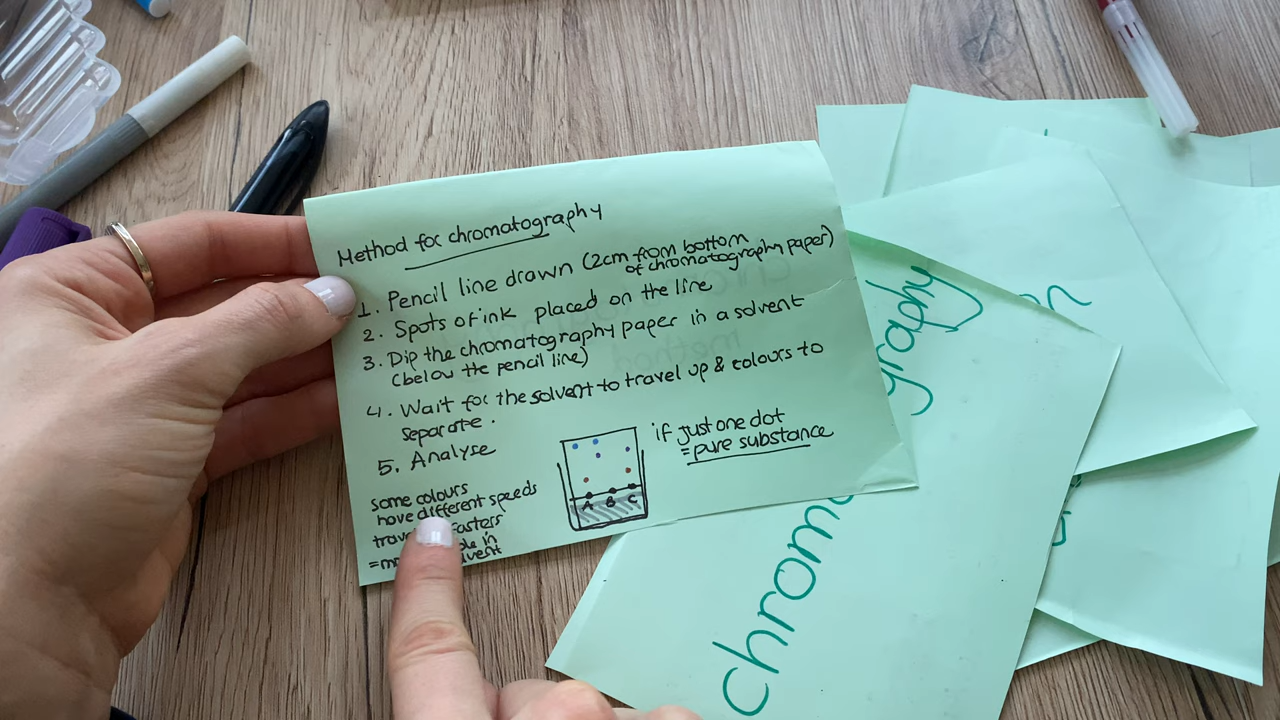 Method for chromatography
1. Pencil line drawn (2cm from bottom
of chromatography paper)
2. Spots of ink placed on the line
3. Dip the chromatography paper in a solvent
(below the pencil line)
4. Wait for the solvent to travel up & colours to
separate.
5. Analyse
if just one dot
= pure substance
A B C
some colours
have different speeds
fasters
in
=
chroma
graphy